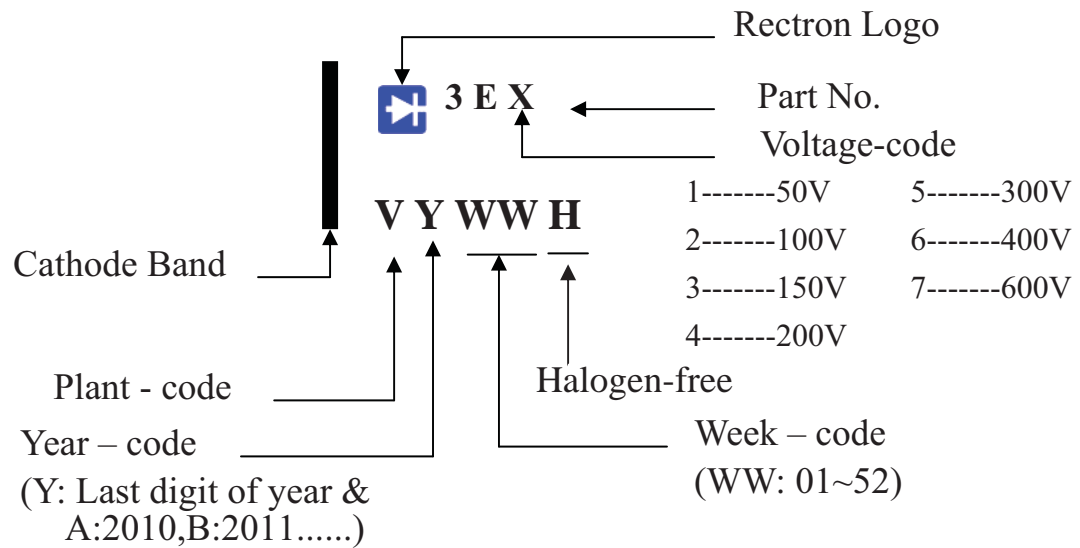 Rectron Logo
3 E X
Part No.
Voltage-code
1-------50V 5-------300V
2-------100V 6-------400V
3-------150V 7-------600V
4-------200V
V Y WW H
Cathode Band
Plant - code
Halogen-free
Year – code
(Y: Last digit of year &
A:2010,B:2011......)
Week – code
(WW: 01~52)